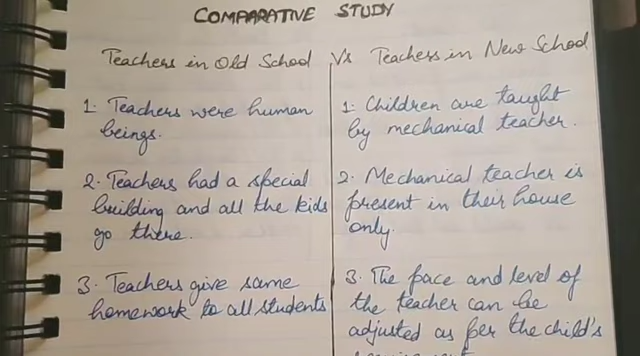 COMPARATIVE STUDY
Teachers in Old School Vs Teachers in New School
1. Teachers were human
beings.
2. Teachers had a special
building and all the kids
go there.
3. Teachers give same
homework to all students
1. Children are taught
by mechanical teacher.
2. Mechanical teacher is
present in their house
only.
3. The pace and level of
the teacher can be
adjusted as per the child's